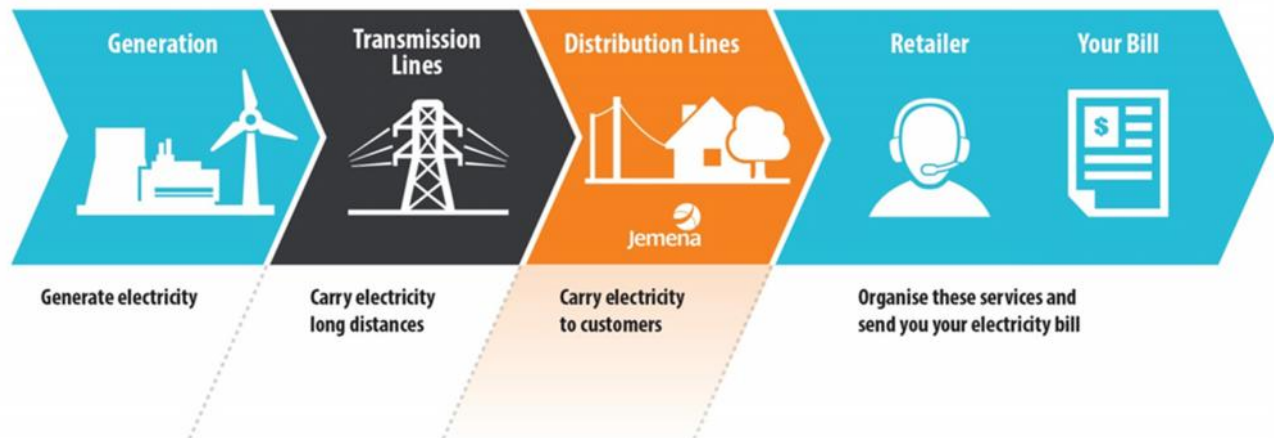 Generation
Transmission
Lines
Distribution Lines
Retailer
Your Bill
$
Jemena
Generate electricity
Carry electricity
long distances
Carry electricity
to customers
Organise these services and
send you your electricity bill